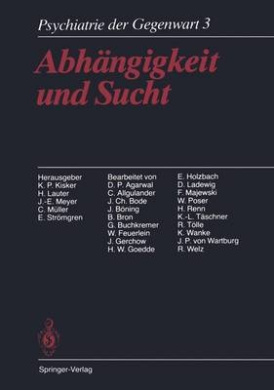 Psychiatrie der Gegenwart 3
Abhängigkeit
und Sucht
Herausgeber
K. P. Kisker
H. Lauter
J.-E. Meyer
C. Müller
E. Strömgren
Bearbeitet von
D. P. Agarwal
C. Allgulander
J. Ch. Bode
J. Böning
B. Bron
G. Buchkremer
W. Feuerlein
J. Gerchow
H. W. Goedde
E. Holzbach
D. Ladewig
F. Majewski
W. Poser
H. Renn
K.-L. Täschner
R. Tölle
K. Wanke
J. P. von Wartburg
R. Welz
Springer-Verlag